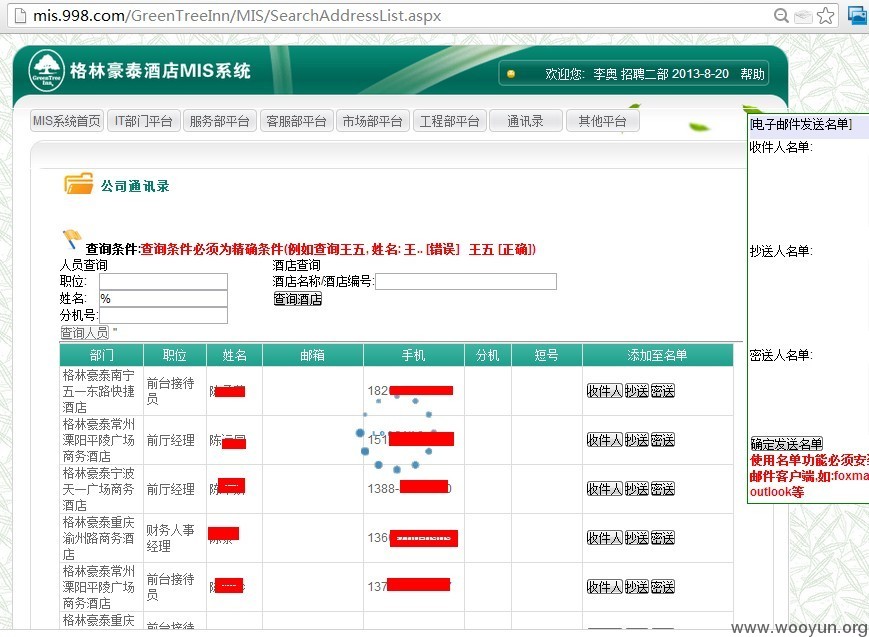 mis.998.com/GreenTreeInn/MIS/SearchAddressList.aspx
GreenTree Inn
格林豪泰酒店MIS系统
欢迎您: 李奥 招聘二部 2013-8-20 帮助
MIS系统首页 IT部门平台 服务部平台 客服部平台 市场部平台 工程部平台 通讯录 其他平台
[电子邮件发送名单]
收件人名单:
公司通讯录
查询条件:查询条件必须为精确条件(例如查询王五, 姓名: 王.. [错误] 王五 [正确])
抄送人名单:
人员查询 酒店查询
职位: 酒店名称/酒店编号:
姓名: % 查询酒店
分机号:
查询人员 "
部门 职位 姓名 邮箱 手机 分机 短号 添加至名单
密送人名单:
格林豪泰南宁
五一东路快捷
酒店
前台接待
员
182
收件人 抄送 密送
格林豪泰常州
溧阳平陵广场
商务酒店
前厅经理
陈
151
收件人 抄送 密送
确定发送名单
使用名单功能必须安装
邮件客户端,如:foxma
outlook等
格林豪泰宁波
天一广场商务
酒店
前厅经理
陈
1388- 0
收件人 抄送 密送
格林豪泰重庆
渝州路商务酒
店
财务人事
经理
136
收件人 抄送 密送
格林豪泰常州
溧阳平陵广场
商务酒店
前台接待
员
137
收件人 抄送 密送
格林豪泰重庆
前台接待
www.wooyun.org